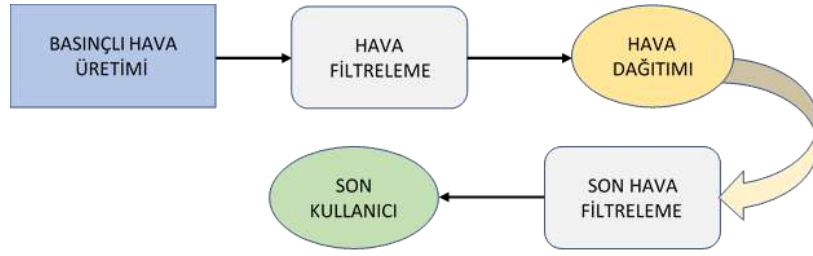 BASINÇLI HAVA
ÜRETİMİ
HAVA
FİLTRELEME
HAVA
DAĞITIMI
SON HAVA
FİLTRELEME
SON
KULLANICI